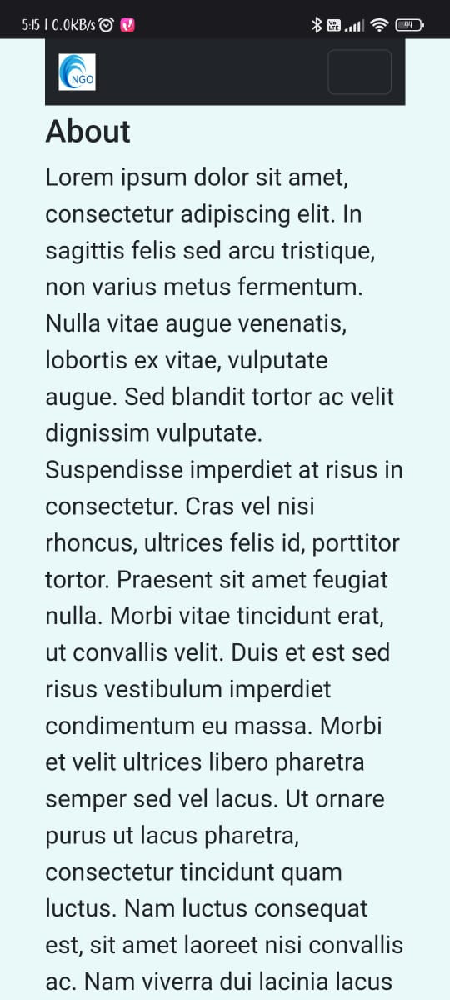 5:15 | 0.0KB/s
Vo
LTE
44
NGO
About
Lorem ipsum dolor sit amet,
consectetur adipiscing elit. In
sagittis felis sed arcu tristique,
non varius metus fermentum.
Nulla vitae augue venenatis,
lobortis ex vitae, vulputate
augue. Sed blandit tortor ac velit
dignissim vulputate.
Suspendisse imperdiet at risus in
consectetur. Cras vel nisi
rhoncus, ultrices felis id, porttitor
tortor. Praesent sit amet feugiat
nulla. Morbi vitae tincidunt erat,
ut convallis velit. Duis et est sed
risus vestibulum imperdiet
condimentum eu massa. Morbi
et velit ultrices libero pharetra
semper sed vel lacus. Ut ornare
purus ut lacus pharetra,
consectetur tincidunt quam
luctus. Nam luctus consequat
est, sit amet laoreet nisi convallis
ac. Nam viverra dui lacinia lacus